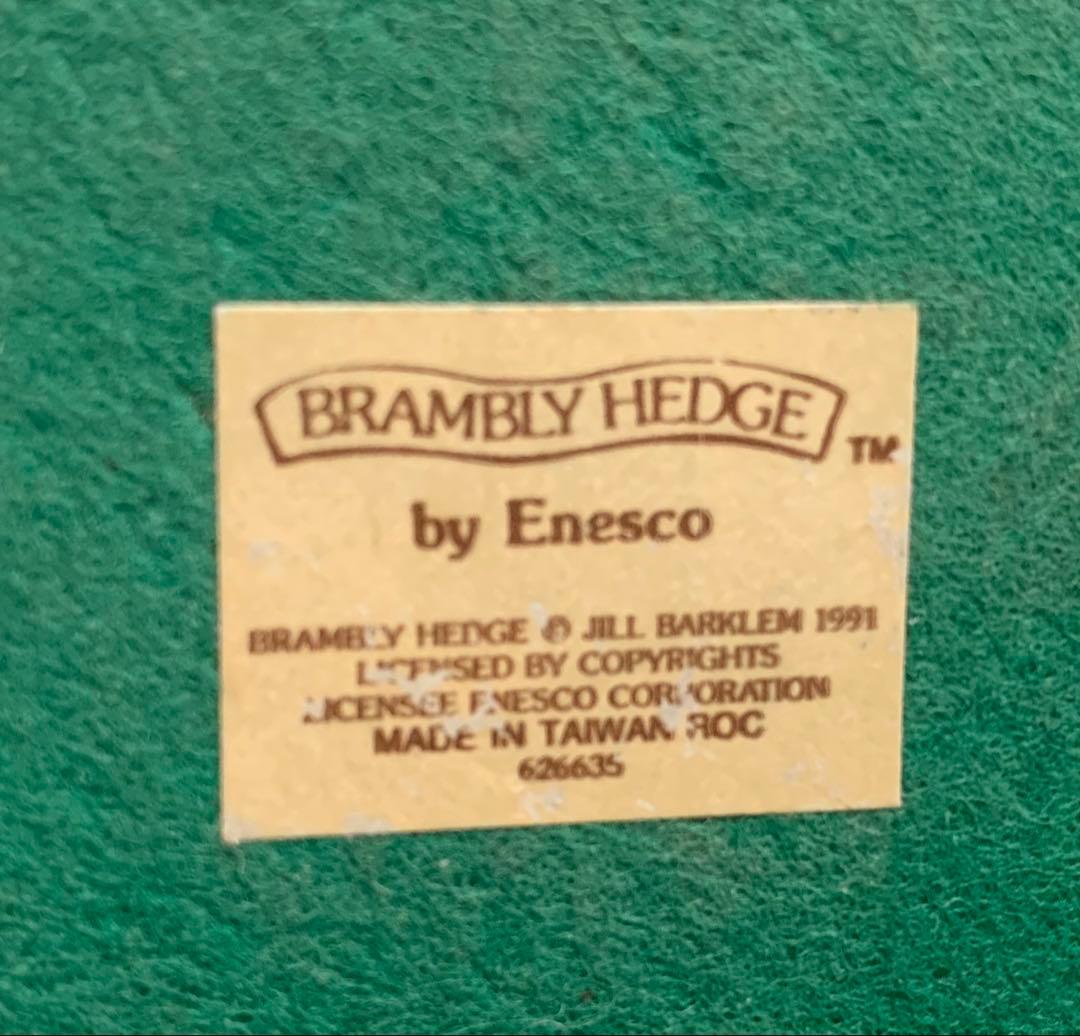 BRAMBLY HEDGE ™
by Enesco
BRAMBLY HEDGE © JILL BARKLEM 1991
LICENSED BY COPYRIGHTS
LICENSEE ENESCO CORPORATION
MADE IN TAIWAN ROC
626635